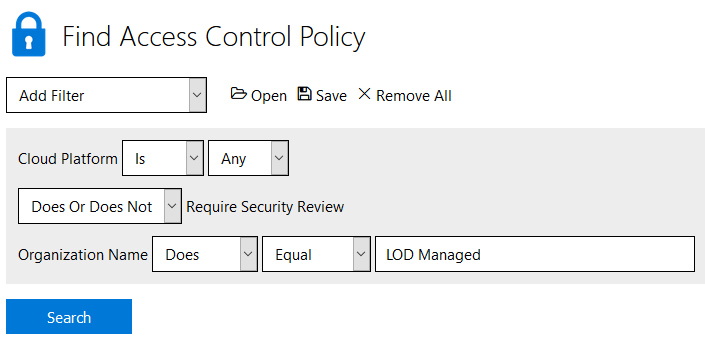 Find Access Control Policy
Add Filter Open Save Remove All
Cloud Platform Is Any
Does Or Does Not Require Security Review
Organization Name Does Equal LOD Managed
Search